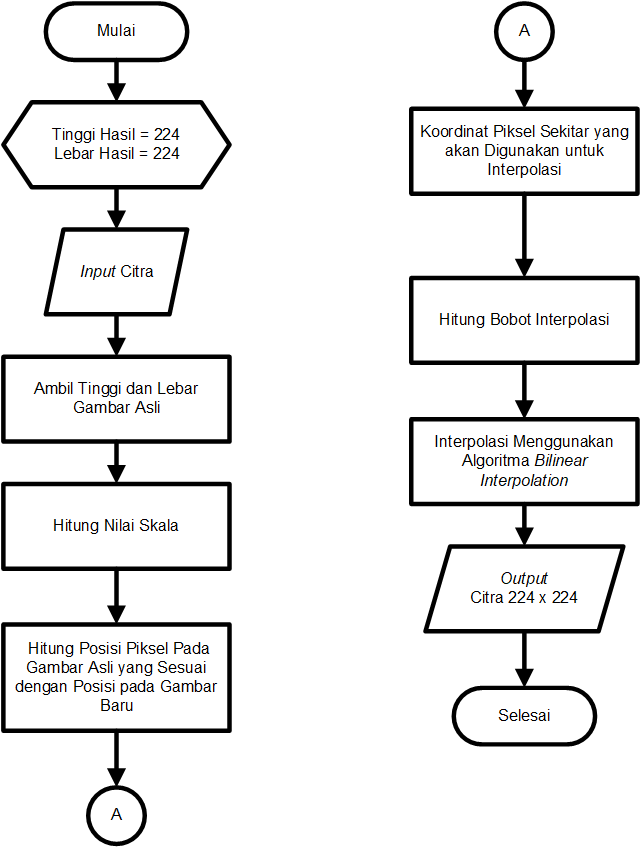 Mulai
Tinggi Hasil = 224
Lebar Hasil = 224
Input Citra
Ambil Tinggi dan Lebar
Gambar Asli
Hitung Nilai Skala
Hitung Posisi Piksel Pada
Gambar Asli yang Sesuai
dengan Posisi pada Gambar
Baru
A
A
Koordinat Piksel Sekitar yang
akan Digunakan untuk
Interpolasi
Hitung Bobot Interpolasi
Interpolasi Menggunakan
Algoritma Bilinear
Interpolation
Output
Citra 224 x 224
Selesai